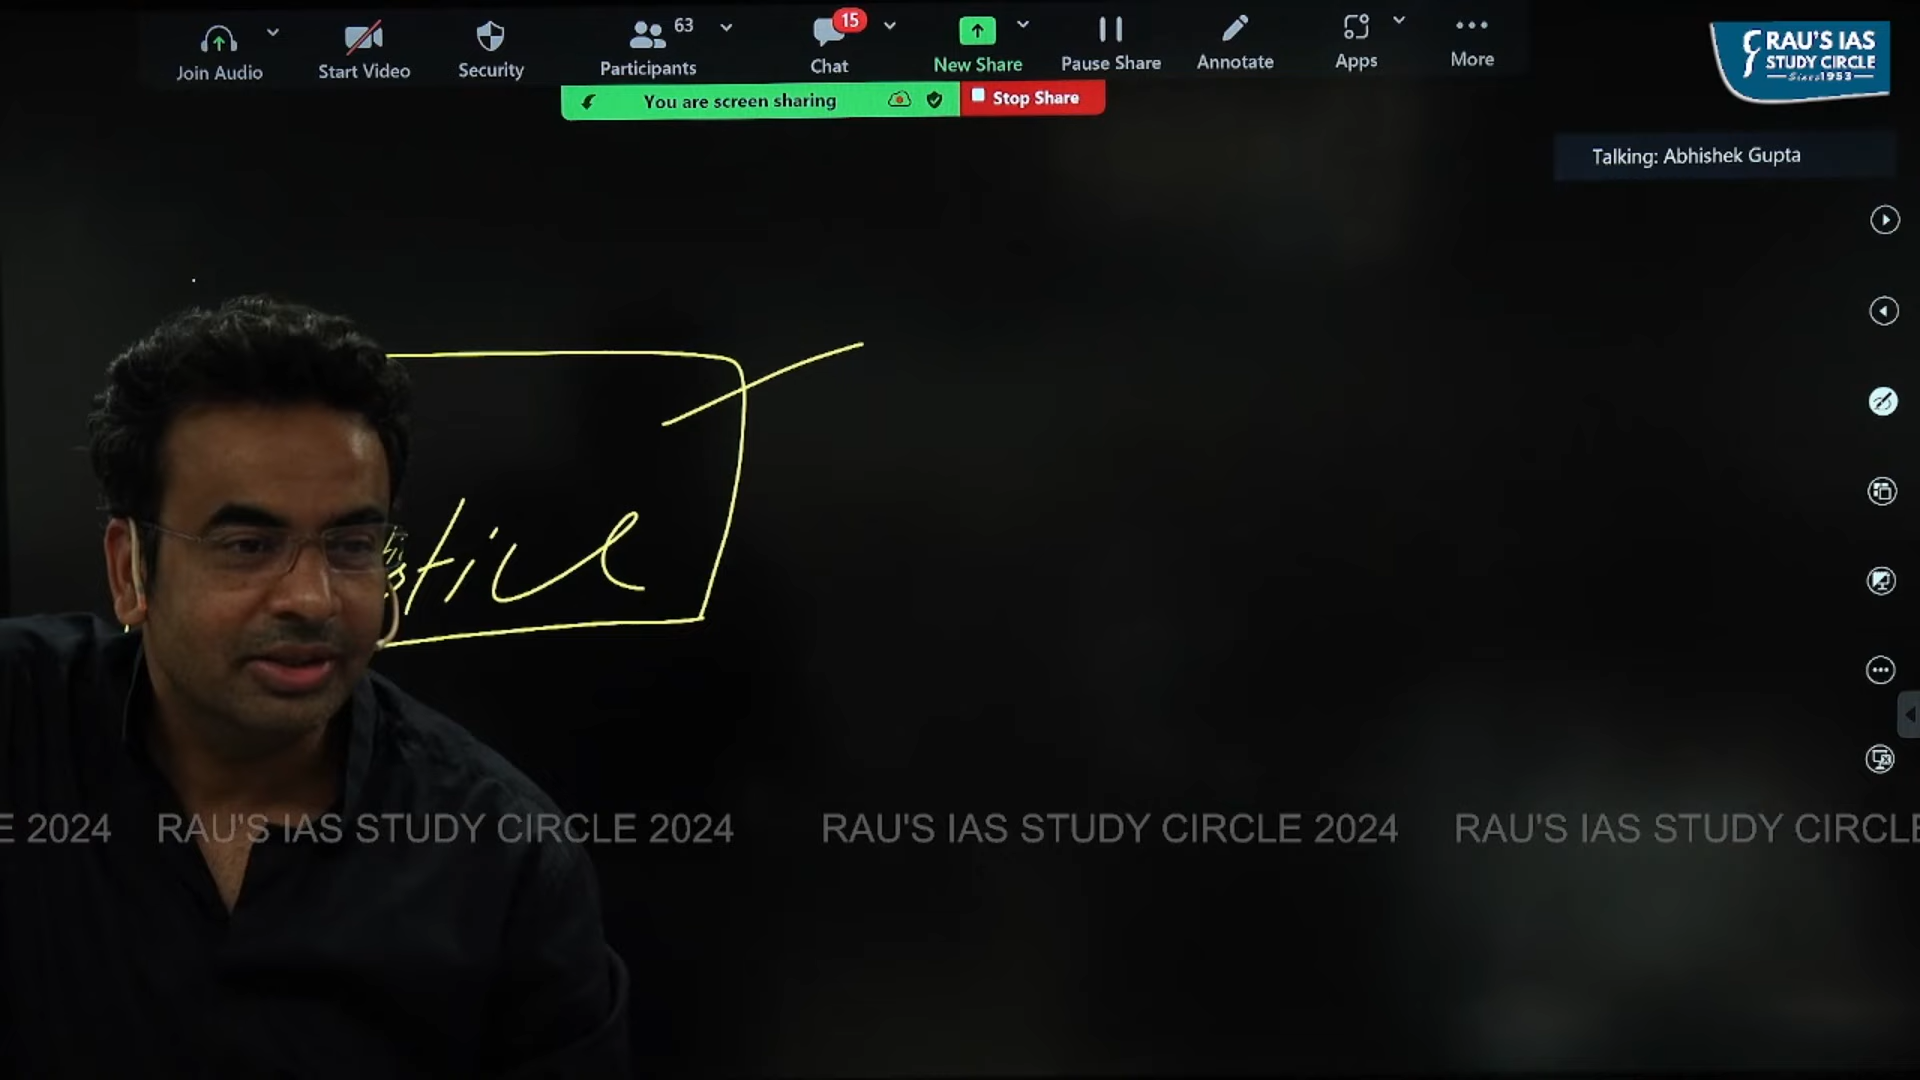 63
15
Join Audio
Start Video
Security
Participants
Chat
New Share
Pause Share
Annotate
Apps
More
You are screen sharing
Stop Share
RAU'S IAS
STUDY CIRCLE
Since 1953
Talking: Abhishek Gupta
tice
E 2024 RAU'S IAS STUDY CIRCLE 2024 RAU'S IAS STUDY CIRCLE 2024 RAU'S IAS STUDY CIRCLE